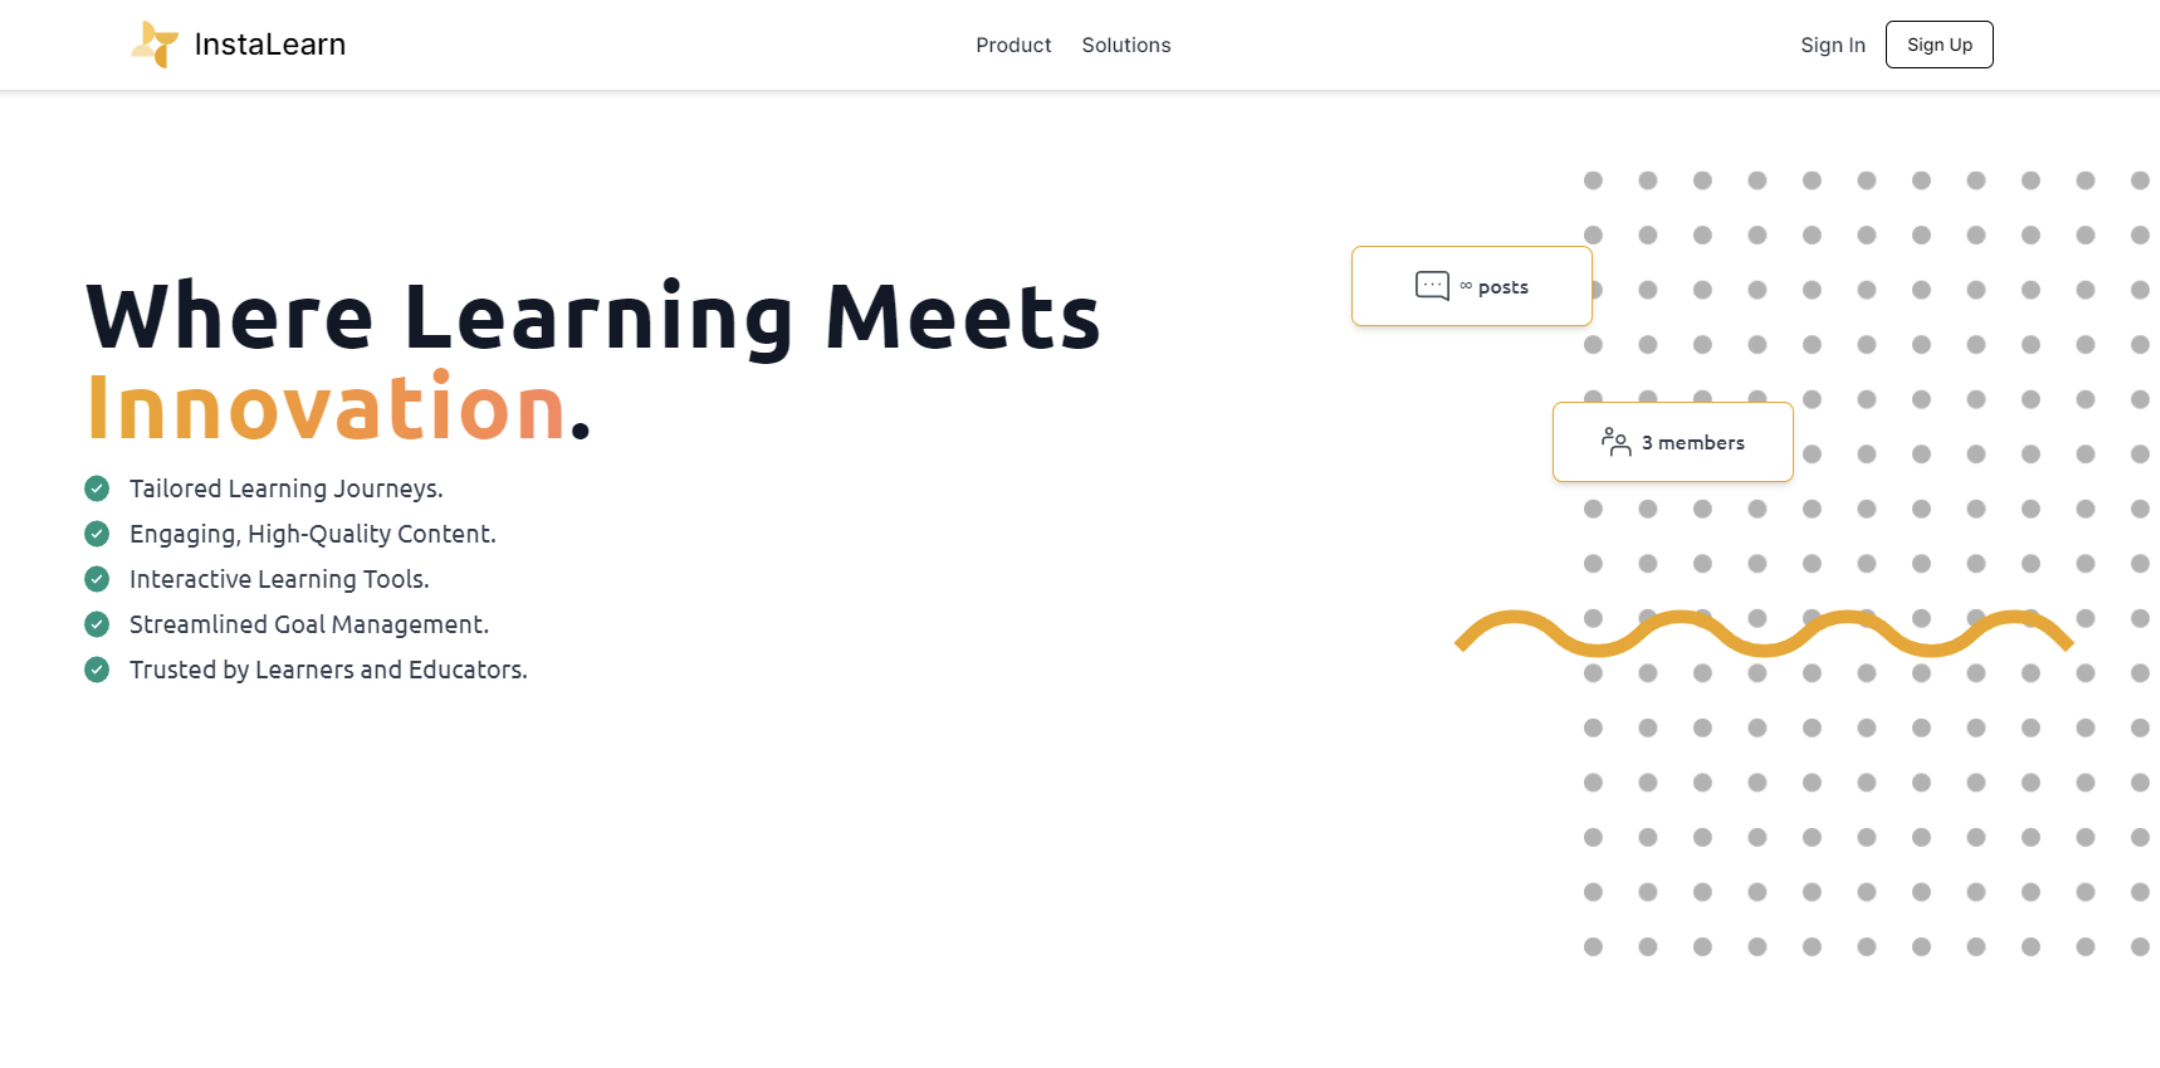 InstaLearn
Product Solutions
Sign In Sign Up
Where Learning Meets
Innovation.
Tailored Learning Journeys.
Engaging, High-Quality Content.
Interactive Learning Tools.
Streamlined Goal Management.
Trusted by Learners and Educators.
∞ posts
3 members